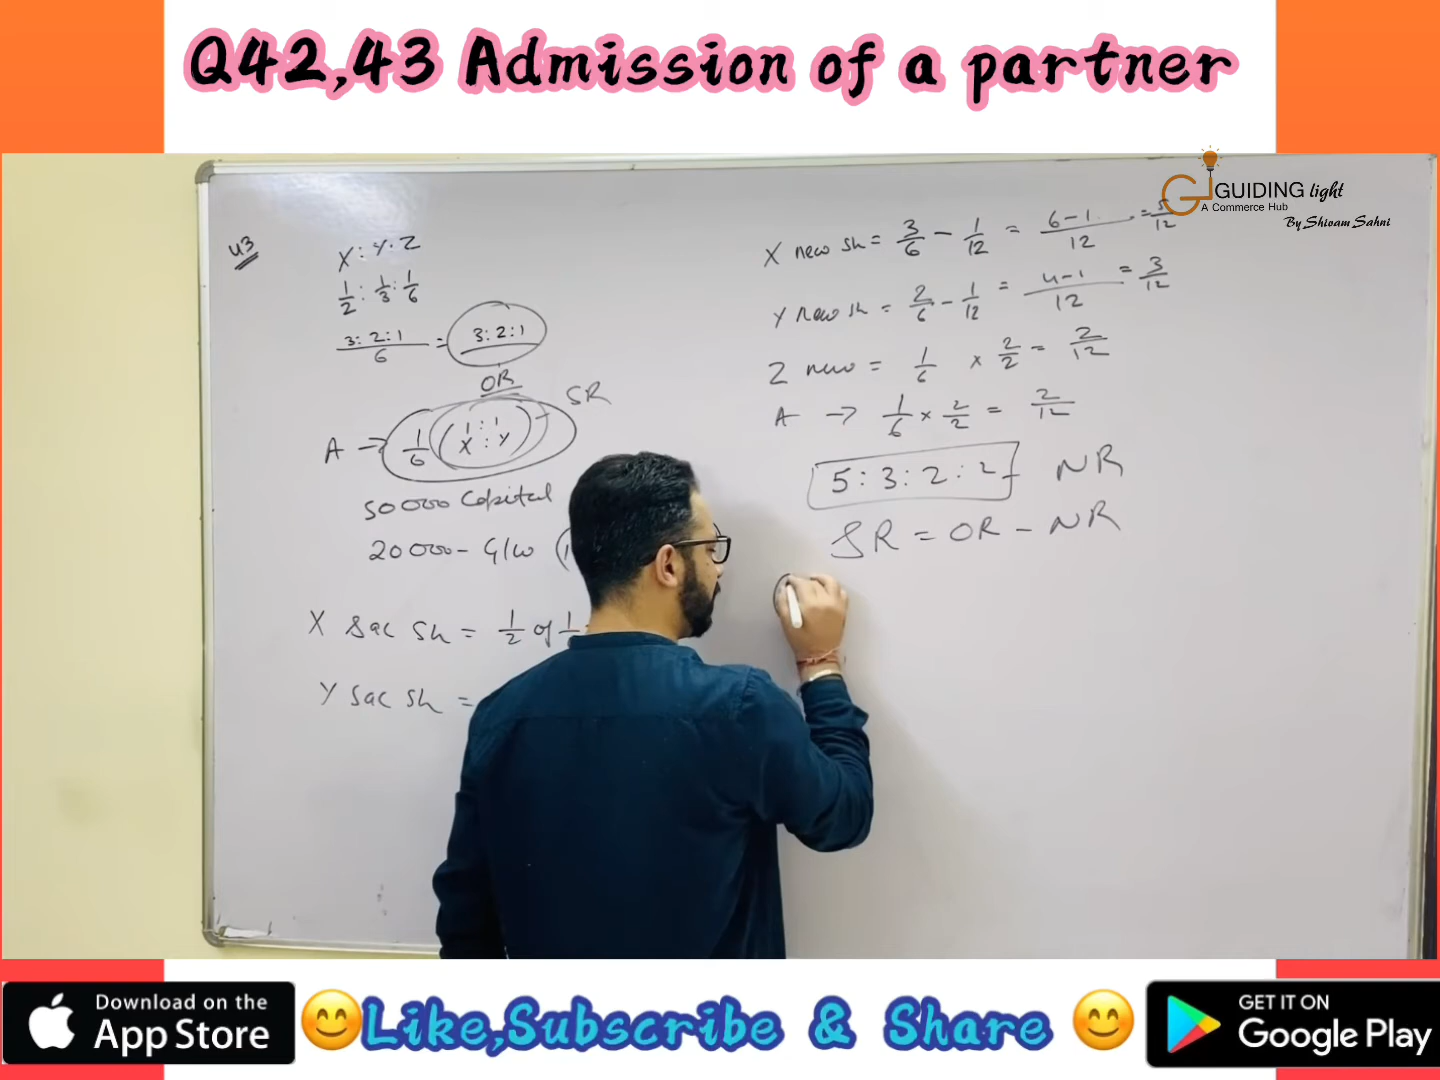 Q42,43 Admission of a partner
GUIDING light
A Commerce Hub
By Shivam Sahni
43
X : Y : Z
1/2 : 1/3 : 1/6
3 : 2 : 1 / 6 = 3 : 2 : 1
OR
SR
A → 1/6 ( 1 : 1 X : Y )
50000 Capital
20000 - G/w (1
X Sac Sh = 1/2 of 1/
Y Sac Sh =
X new sh = 3/6 - 1/12 = 6-1/12 = 5/12
Y new sh = 2/6 - 1/12 = 4-1/12 = 3/12
Z new = 1/6 × 2/2 = 2/12
A → 1/6 × 2/2 = 2/12
5 : 3 : 2 : 2 NR
SR = OR - NR
Download on the
App Store
Like,Subscribe & Share
GET IT ON
Google Play